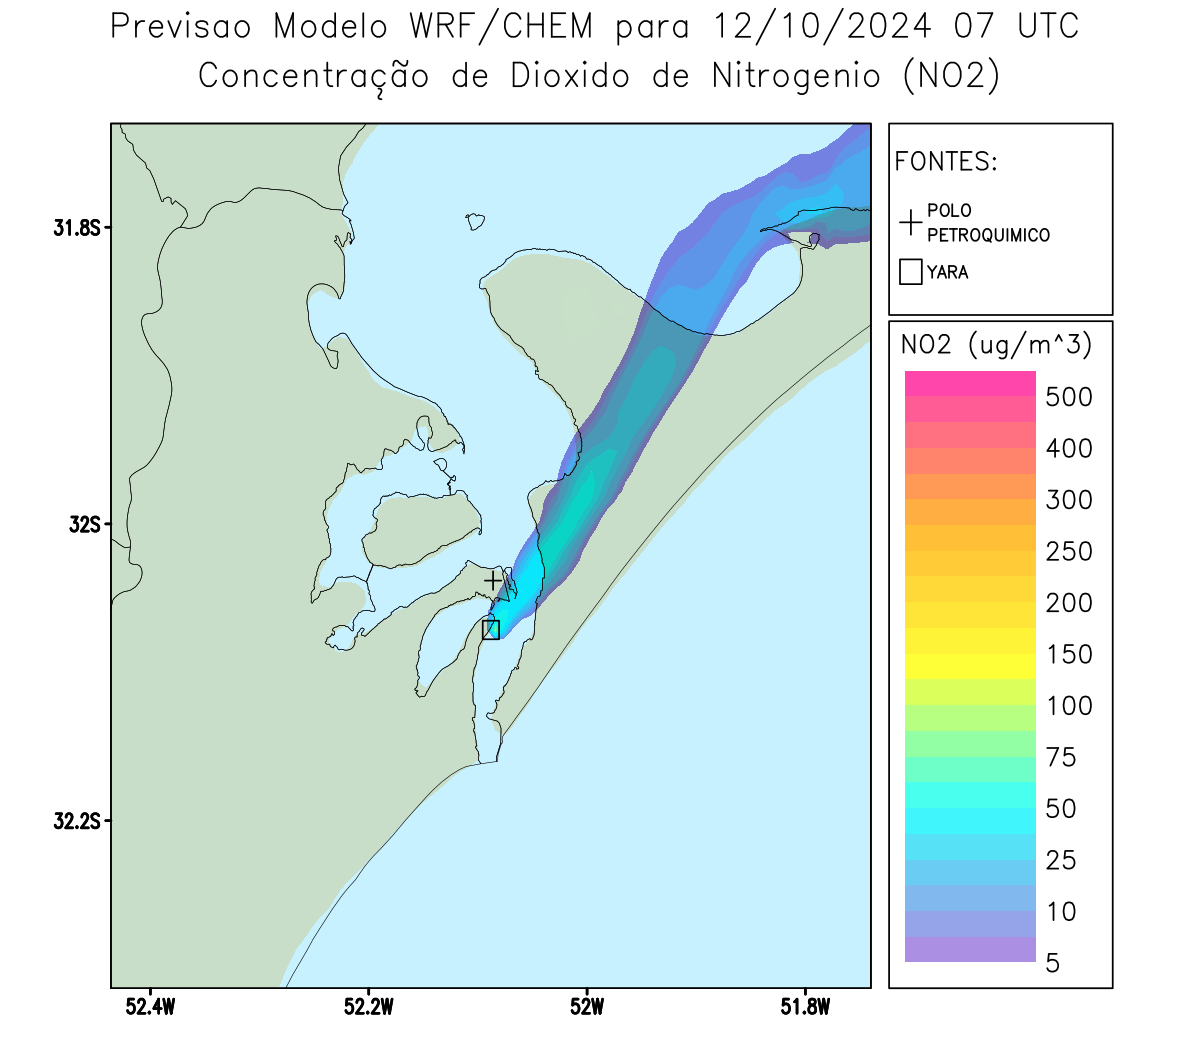 Previsao Modelo WRF/CHEM para 12/10/2024 07 UTC
Concentração de Dioxido de Nitrogenio (NO2)
FONTES:
POLO
PETROQUIMICO
YARA
31.8S
32S
32.2S
52.4W
52.2W
52W
51.8W
NO2 (ug/m^3)
500
400
300
250
200
150
100
75
50
25
10
5